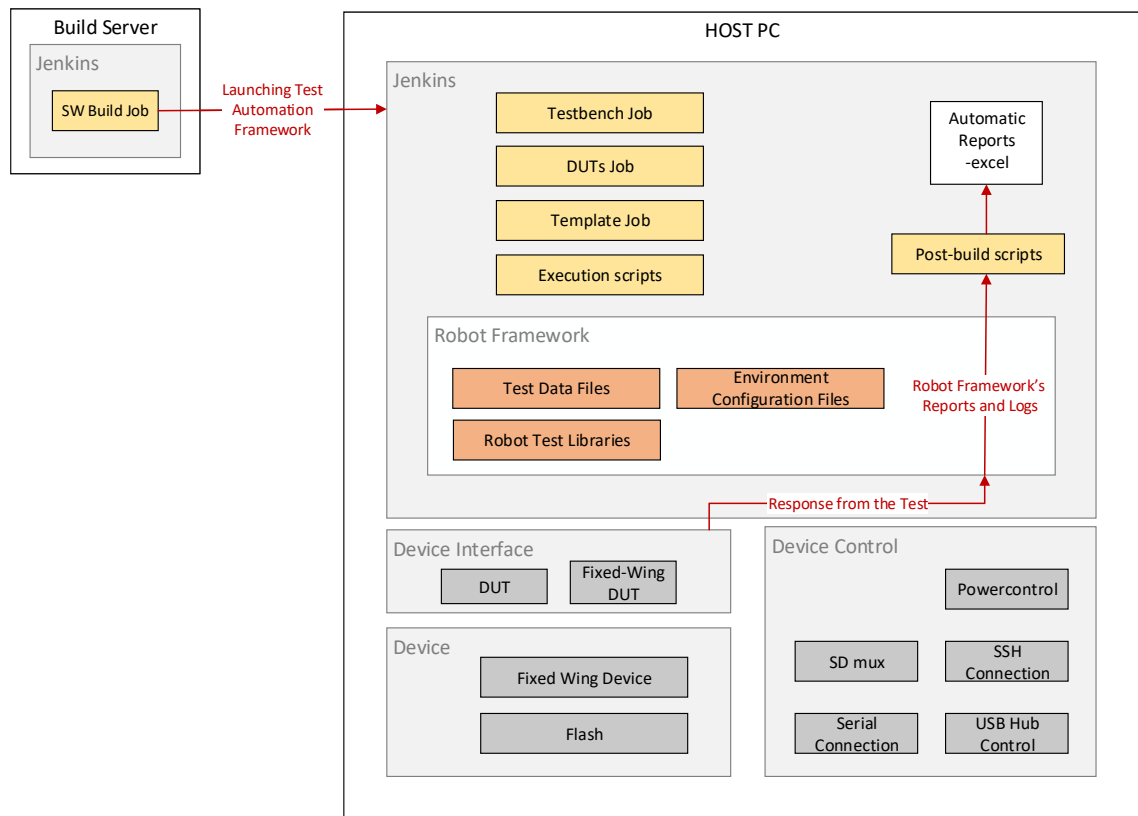 Build Server
Jenkins
SW Build Job
Launching Test
Automation
Framework
HOST PC
Jenkins
Testbench Job
DUTs Job
Template Job
Execution scripts
Automatic
Reports
-excel
Post-build scripts
Robot Framework
Test Data Files
Environment
Configuration Files
Robot Test Libraries
Robot Framework’s
Reports and Logs
Response from the Test
Device Interface
DUT
Fixed-Wing
DUT
Device
Fixed Wing Device
Flash
Device Control
Powercontrol
SD mux
SSH
Connection
Serial
Connection
USB Hub
Control